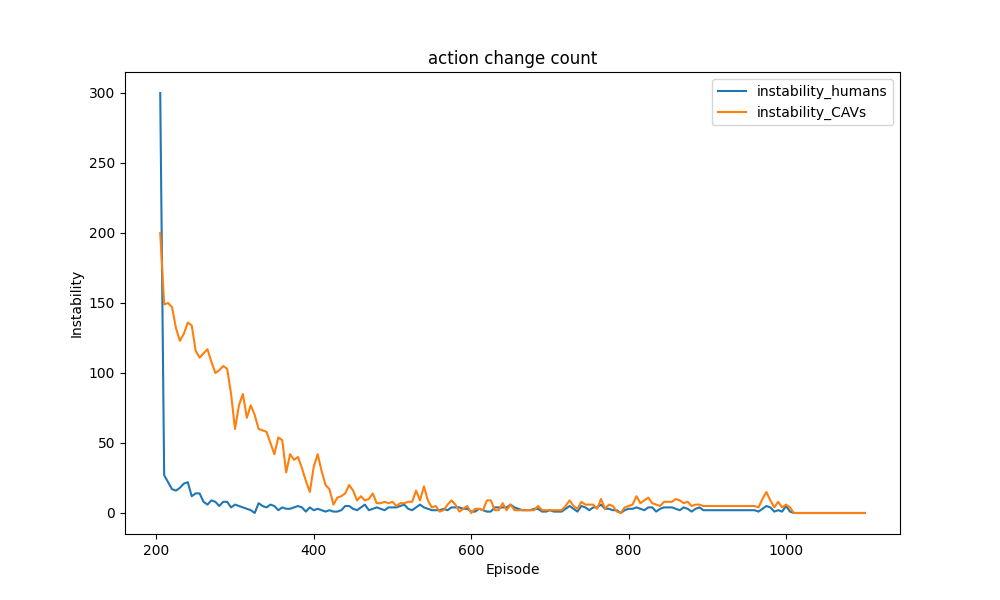 action change count
instability_humans
instability_CAVs
Instability
300
250
200
150
100
50
0
200
400
600
800
1000
Episode